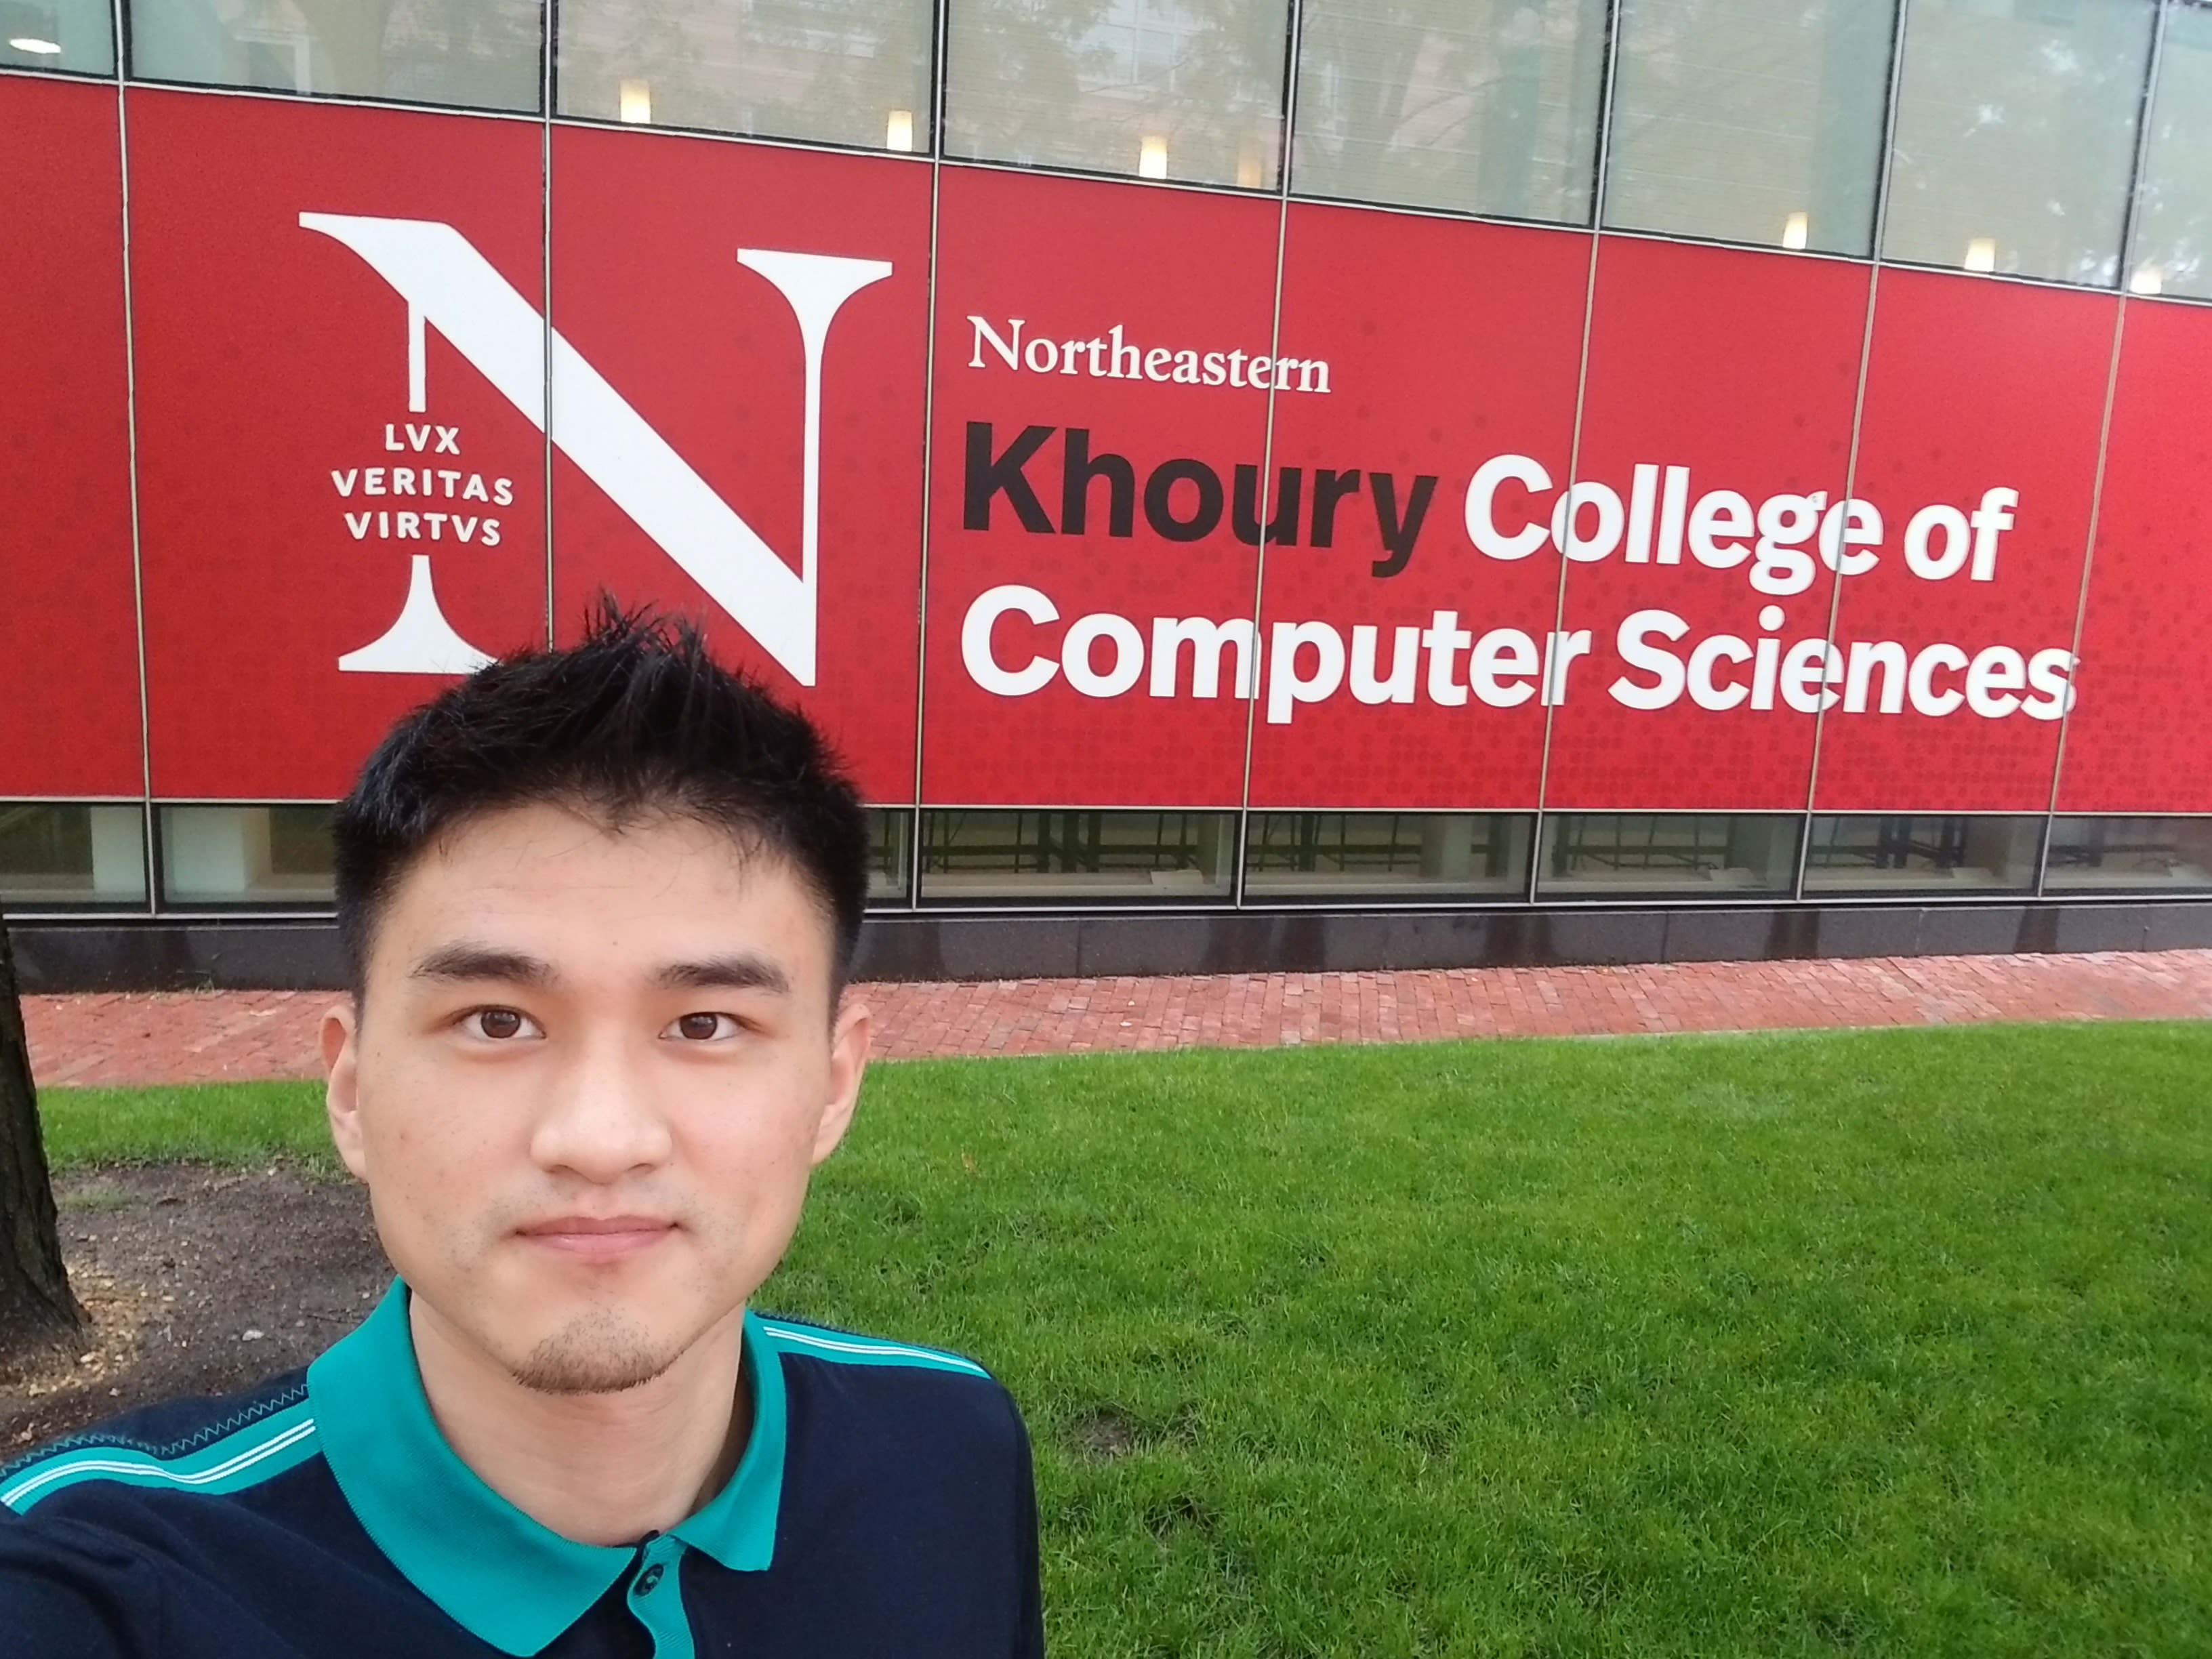 N
LVX
VERITAS
VIRTVS
Northeastern
Khoury College of
Computer Sciences